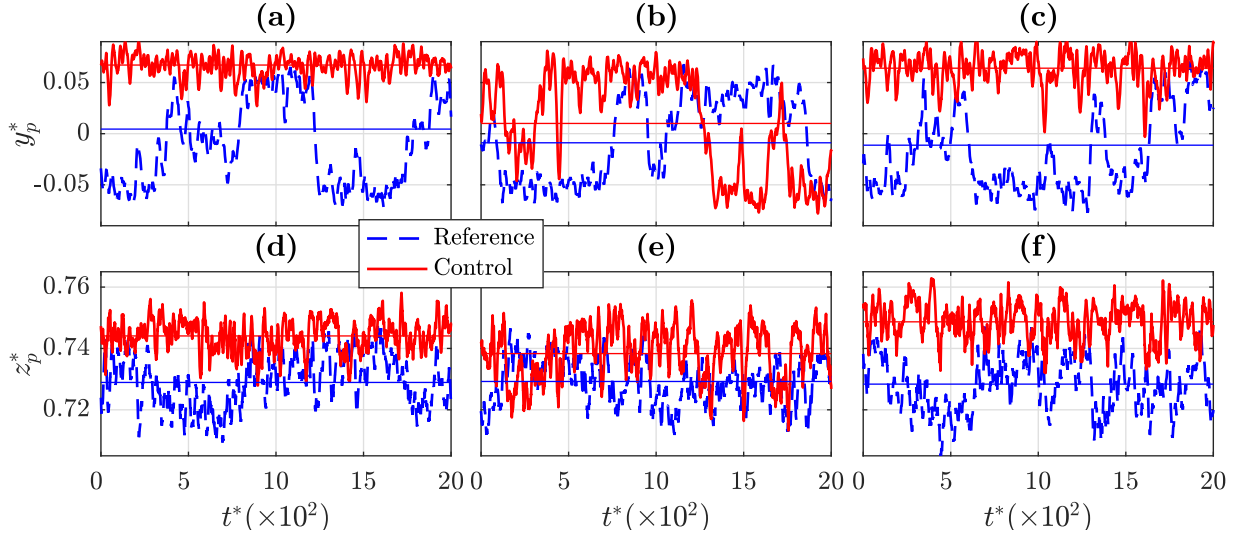 (a) (b) (c)
0.05
0
-0.05
y*p
Reference
Control
(d) (e) (f)
0.76
0.74
0.72
z*p
0 5 10 15 20 0 5 10 15 20 0 5 10 15 20
t*(×10²) t*(×10²) t*(×10²)